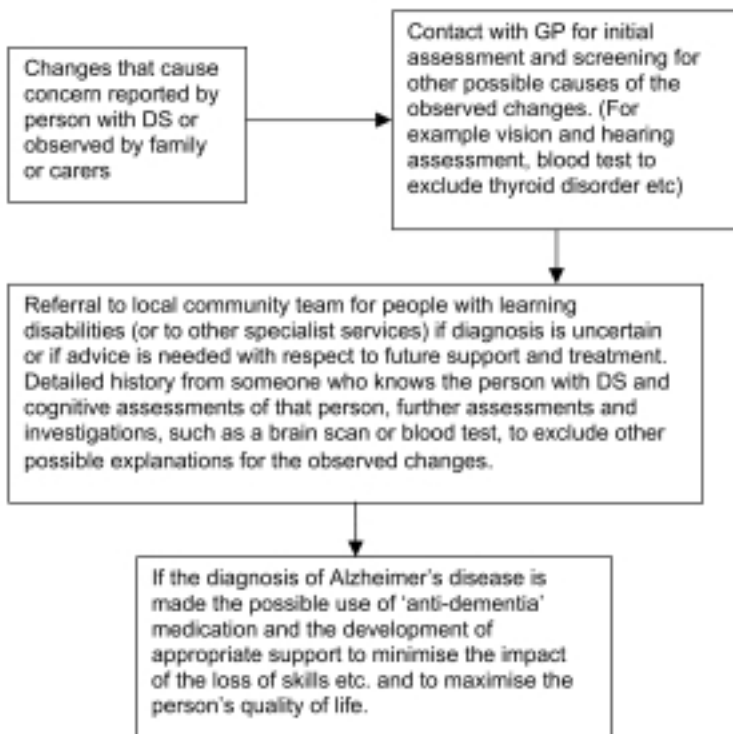 Changes that cause
concern reported by
person with DS or
observed by family
or carers
Contact with GP for initial
assessment and screening for
other possible causes of the
observed changes. (For
example vision and hearing
assessment, blood test to
exclude thyroid disorder etc)
Referral to local community team for people with learning
disabilities (or to other specialist services) if diagnosis is uncertain
or if advice is needed with respect to future support and treatment.
Detailed history from someone who knows the person with DS and
cognitive assessments of that person, further assessments and
investigations, such as a brain scan or blood test, to exclude other
possible explanations for the observed changes.
If the diagnosis of Alzheimer's disease is
made the possible use of 'anti-dementia'
medication and the development of
appropriate support to minimise the impact
of the loss of skills etc. and to maximise the
person's quality of life.